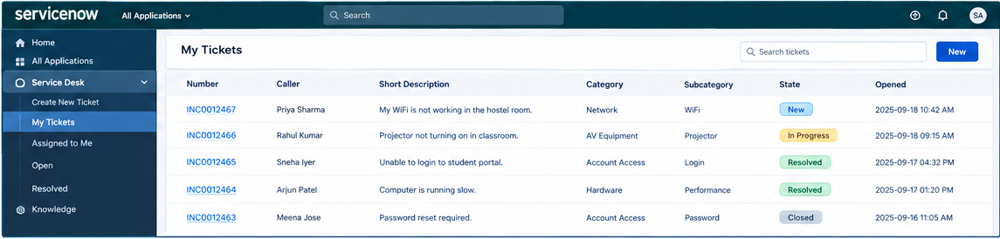 servicenow
All Applications
Search
SA
Home
All Applications
Service Desk
Create New Ticket
My Tickets
Assigned to Me
Open
Resolved
Knowledge
My Tickets
Search tickets
New
Number Caller Short Description Category Subcategory State Opened
INC0012467 Priya Sharma My WiFi is not working in the hostel room. Network WiFi New 2025-09-18 10:42 AM
INC0012466 Rahul Kumar Projector not turning on in classroom. AV Equipment Projector In Progress 2025-09-18 09:15 AM
INC0012465 Sneha Iyer Unable to login to student portal. Account Access Login Resolved 2025-09-17 04:32 PM
INC0012464 Arjun Patel Computer is running slow. Hardware Performance Resolved 2025-09-17 01:20 PM
INC0012463 Meena Jose Password reset required. Account Access Password Closed 2025-09-16 11:05 AM